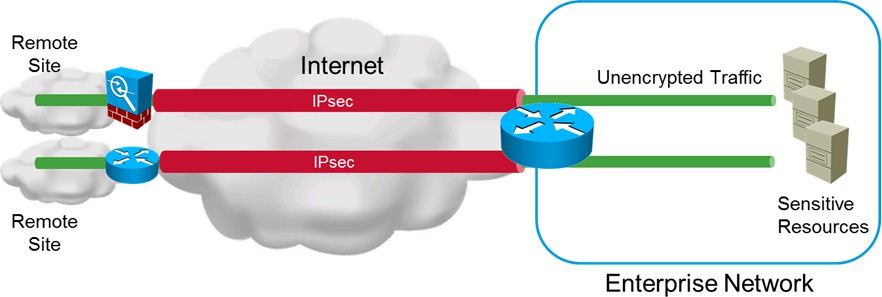 Remote
Site
Internet
IPsec
Unencrypted Traffic
IPsec
Remote
Site
Sensitive
Resources
Enterprise Network